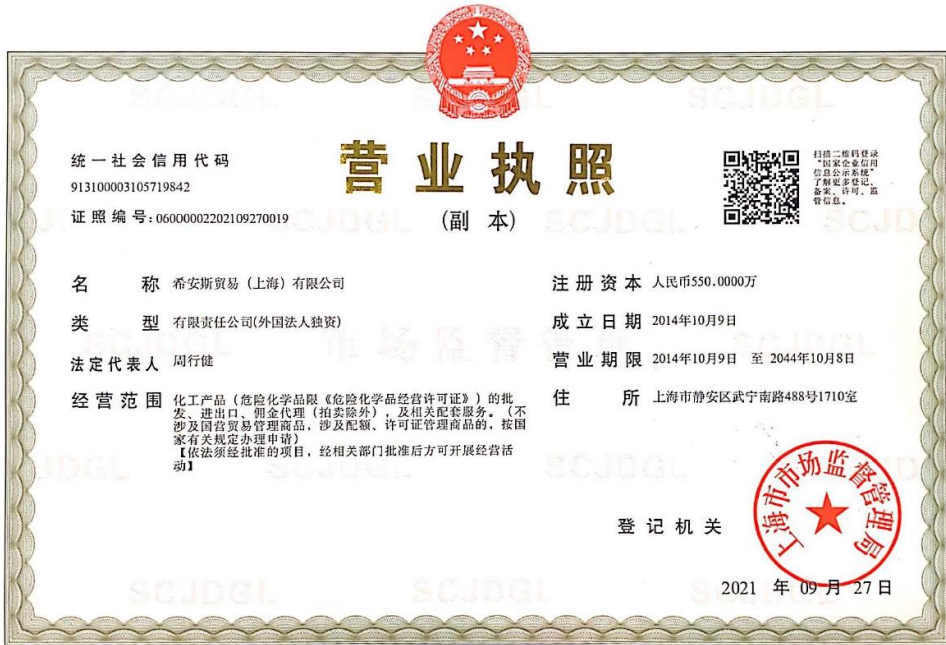 统一社会信用代码
913100003105719842
证照编号:06000002202109270019
营业执照
(副 本)
扫描二维码登录
“国家企业信用
信息公示系统”
了解更多登记、
备案、许可、监
管信息。
名 称 希安斯贸易（上海）有限公司
类 型 有限责任公司(外国法人独资)
法定代表人 周行健
经营范围 化工产品（危险化学品限《危险化学品经营许可证》）的批
发、进出口、佣金代理（拍卖除外），及相关配套服务。（不
涉及国营贸易管理商品，涉及配额、许可证管理商品的，按国
家有关规定办理申请）
【依法须经批准的项目，经相关部门批准后方可开展经营活
动】
注册资本 人民币550.0000万
成立日期 2014年10月9日
营业期限 2014年10月9日 至 2044年10月8日
住 所 上海市静安区武宁南路488号1710室
登记机关
上海市市场监督管理局
2021 年 09 月 27 日
SCJDGL
市场监督管理